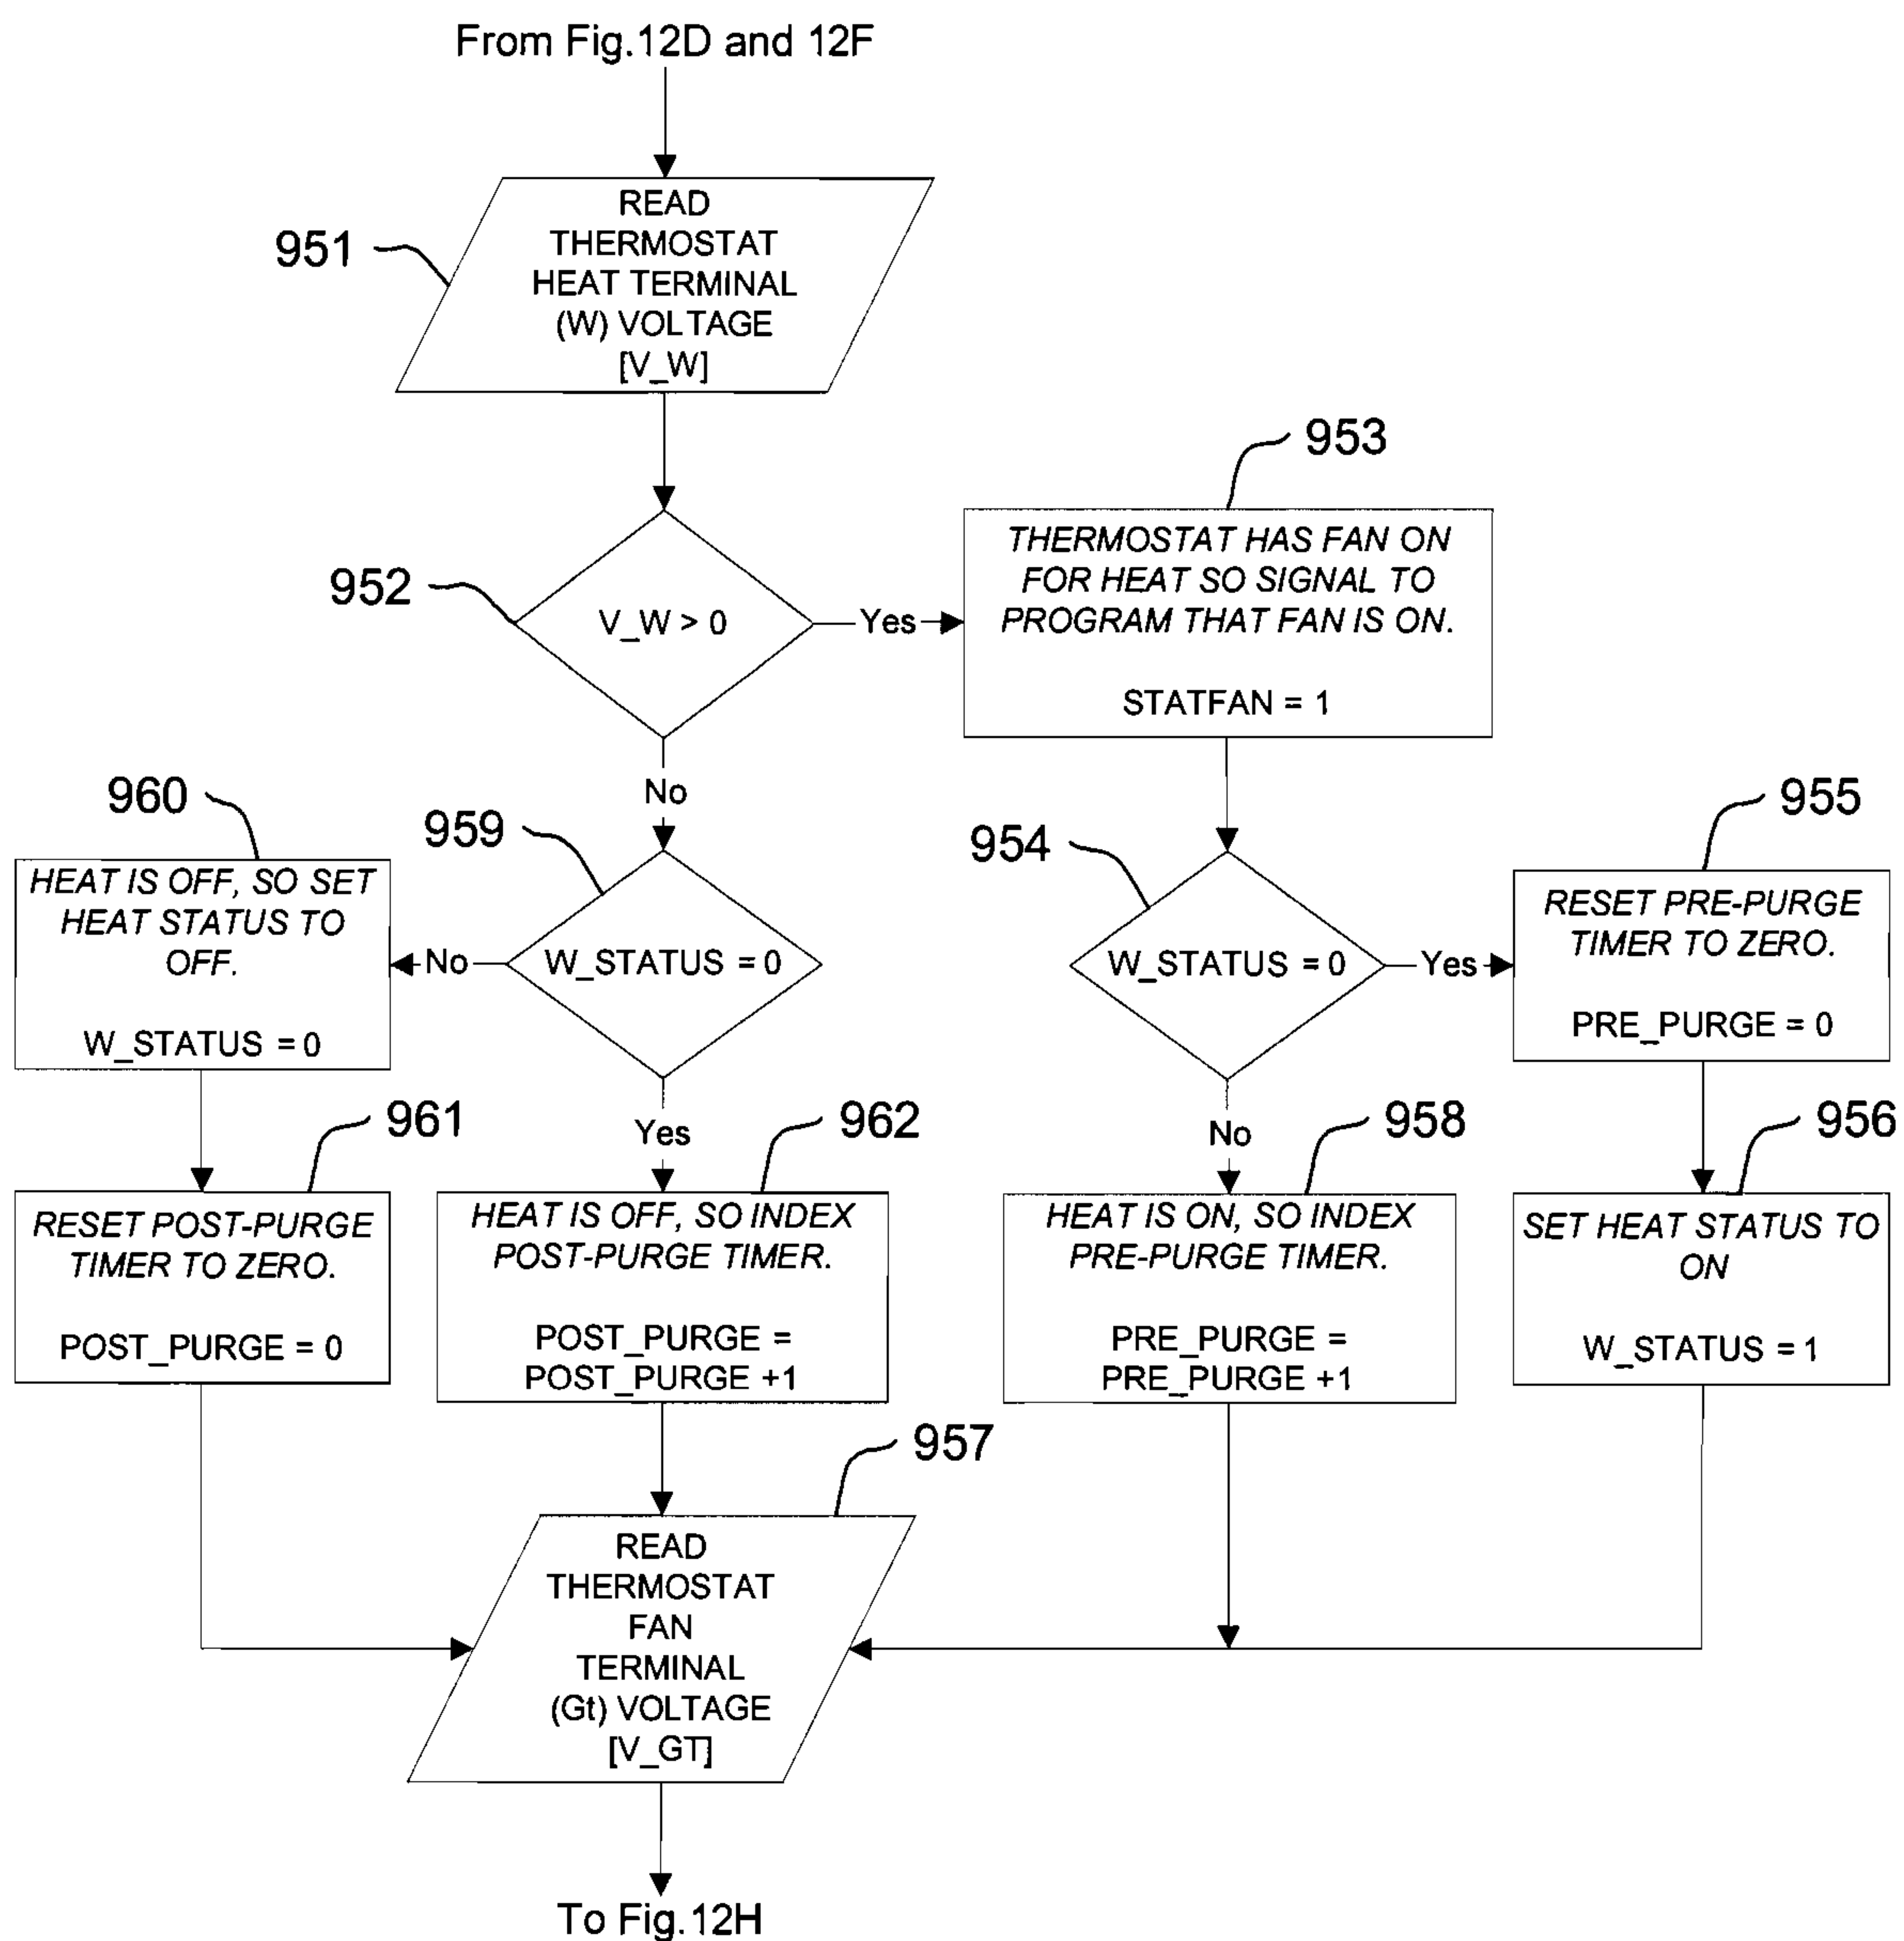 From Fig.12D and 12F
951
READ
THERMOSTAT
HEAT TERMINAL
(W) VOLTAGE
[V_W]
952
V_W > 0
Yes
953
THERMOSTAT HAS FAN ON
FOR HEAT SO SIGNAL TO
PROGRAM THAT FAN IS ON.
STATFAN = 1
No
960
HEAT IS OFF, SO SET
HEAT STATUS TO
OFF.
W_STATUS = 0
No
959
W_STATUS = 0
954
W_STATUS = 0
Yes
955
RESET PRE-PURGE
TIMER TO ZERO.
PRE_PURGE = 0
961
RESET POST-PURGE
TIMER TO ZERO.
POST_PURGE = 0
Yes
962
HEAT IS OFF, SO INDEX
POST-PURGE TIMER.
POST_PURGE =
POST_PURGE +1
No
958
HEAT IS ON, SO INDEX
PRE-PURGE TIMER.
PRE_PURGE =
PRE_PURGE +1
956
SET HEAT STATUS TO
ON
W_STATUS = 1
957
READ
THERMOSTAT
FAN
TERMINAL
(Gt) VOLTAGE
[V_GT]
To Fig.12H